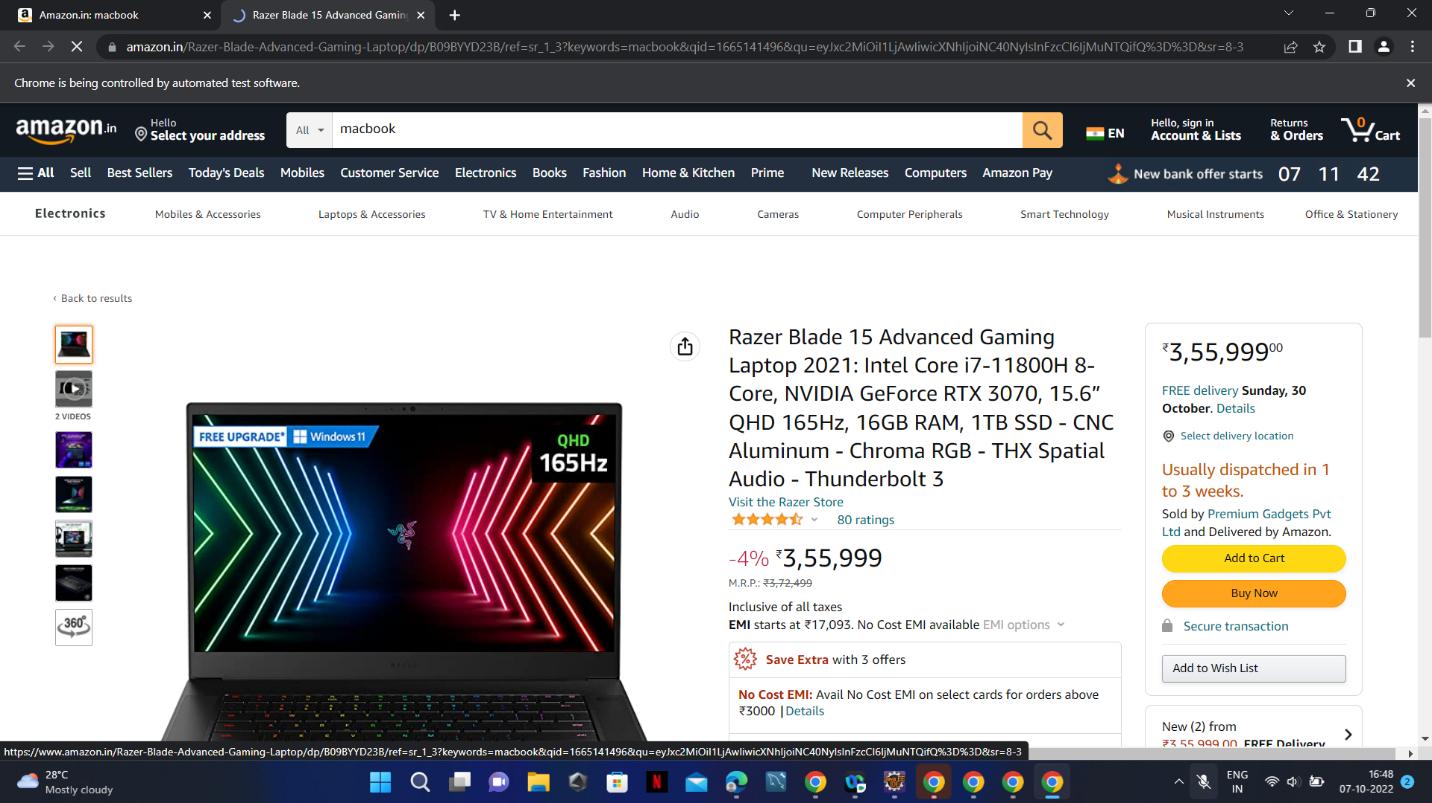 Amazon.in: macbook
Razer Blade 15 Advanced Gaming
amazon.in/Razer-Blade-Advanced-Gaming-Laptop/dp/B09BYYD23B/ref=sr_1_3?keywords=macbook&qid=1665141496&qu=eyJxc2MiOiI1LjAwIiwicXNhIjoiNC40NyIsInFzcCI6IjMuNTQifQ%3D%3D&sr=8-3
Chrome is being controlled by automated test software.
amazon.in
Hello
Select your address
All
macbook
EN
Hello, sign in
Account & Lists
Returns
& Orders
0
Cart
All Sell Best Sellers Today's Deals Mobiles Customer Service Electronics Books Fashion Home & Kitchen Prime New Releases Computers Amazon Pay New bank offer starts 07 11 42
Electronics Mobiles & Accessories Laptops & Accessories TV & Home Entertainment Audio Cameras Computer Peripherals Smart Technology Musical Instruments Office & Stationery
‹ Back to results
2 VIDEOS
360°
FREE UPGRADE* Windows 11
QHD
165Hz
RAZER
Razer Blade 15 Advanced Gaming
Laptop 2021: Intel Core i7-11800H 8-
Core, NVIDIA GeForce RTX 3070, 15.6”
QHD 165Hz, 16GB RAM, 1TB SSD - CNC
Aluminum - Chroma RGB - THX Spatial
Audio - Thunderbolt 3
Visit the Razer Store
80 ratings
-4% ₹3,55,999
M.R.P.: ₹3,72,499
Inclusive of all taxes
EMI starts at ₹17,093. No Cost EMI available EMI options
Save Extra with 3 offers
No Cost EMI: Avail No Cost EMI on select cards for orders above
₹3000 |Details
₹3,55,99900
FREE delivery Sunday, 30
October. Details
Select delivery location
Usually dispatched in 1
to 3 weeks.
Sold by Premium Gadgets Pvt
Ltd and Delivered by Amazon.
Add to Cart
Buy Now
Secure transaction
Add to Wish List
New (2) from
₹3,55,999.00 FREE Delivery
https://www.amazon.in/Razer-Blade-Advanced-Gaming-Laptop/dp/B09BYYD23B/ref=sr_1_3?keywords=macbook&qid=1665141496&qu=eyJxc2MiOiI1LjAwIiwicXNhIjoiNC40NyIsInFzcCI6IjMuNTQifQ%3D%3D&sr=8-3
28°C
Mostly cloudy
ENG
IN
16:48
07-10-2022
2